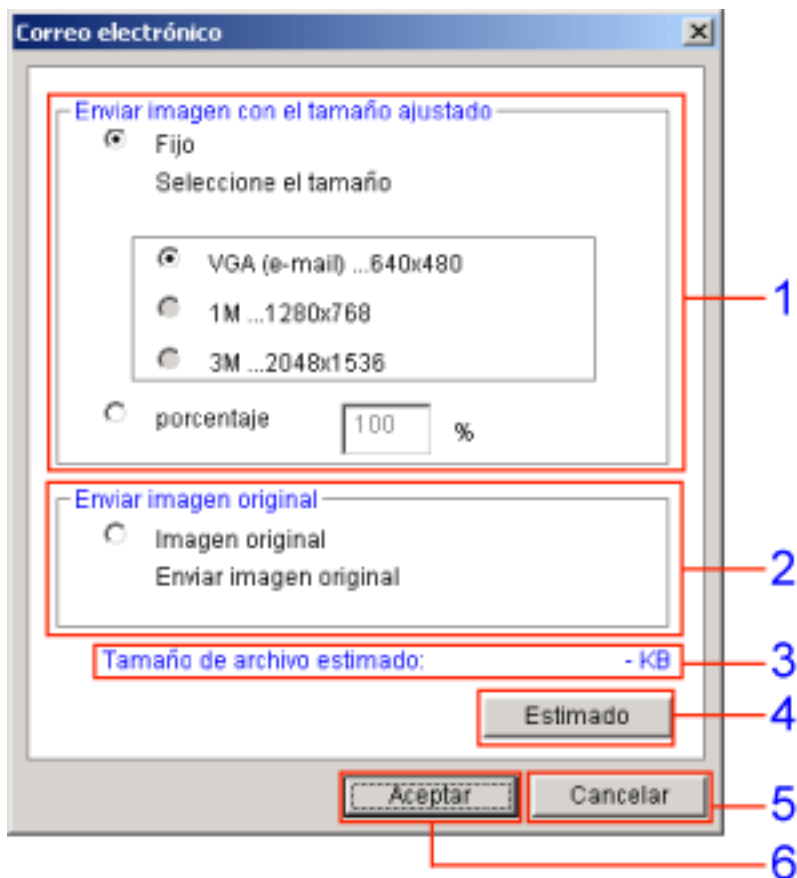 Correo electrónico
Enviar imagen con el tamaño ajustado
Fijo
Seleccione el tamaño
VGA (e-mail) ...640x480
1M ...1280x768
3M ...2048x1536
porcentaje 100 %
1
Enviar imagen original
Imagen original
Enviar imagen original
2
Tamaño de archivo estimado: - KB
3
Estimado
4
Aceptar Cancelar
5
6